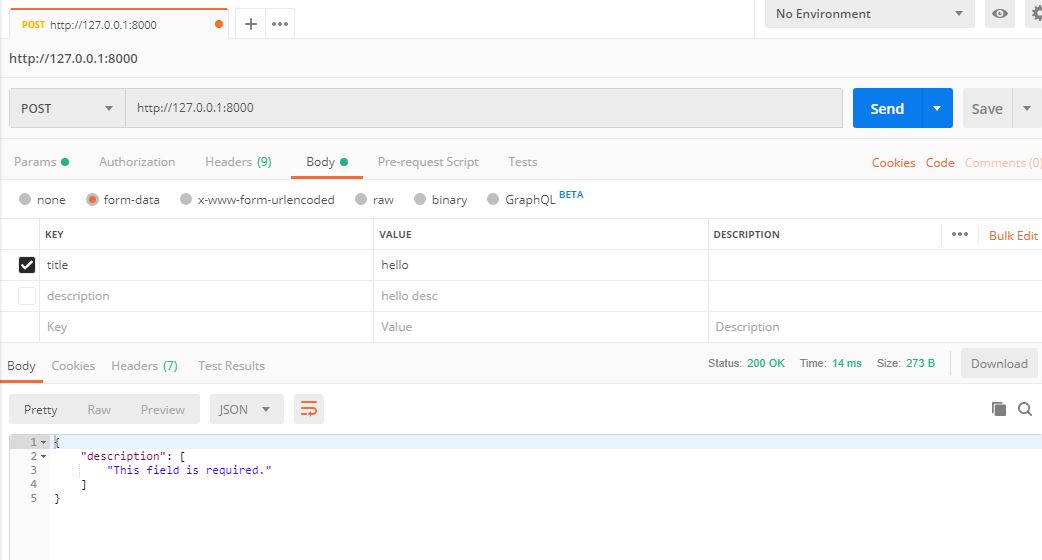 POST http://127.0.0.1:8000 + ••• No Environment
http://127.0.0.1:8000
POST http://127.0.0.1:8000 Send Save
Params Authorization Headers (9) Body Pre-request Script Tests Cookies Code Comments (0)
none form-data x-www-form-urlencoded raw binary GraphQL BETA
KEY VALUE DESCRIPTION ••• Bulk Edit
title hello
description hello desc
Key Value Description
Body Cookies Headers (7) Test Results Status: 200 OK Time: 14 ms Size: 273 B Download
Pretty Raw Preview JSON
1 {
2 "description": [
3 "This field is required."
4 ]
5 }